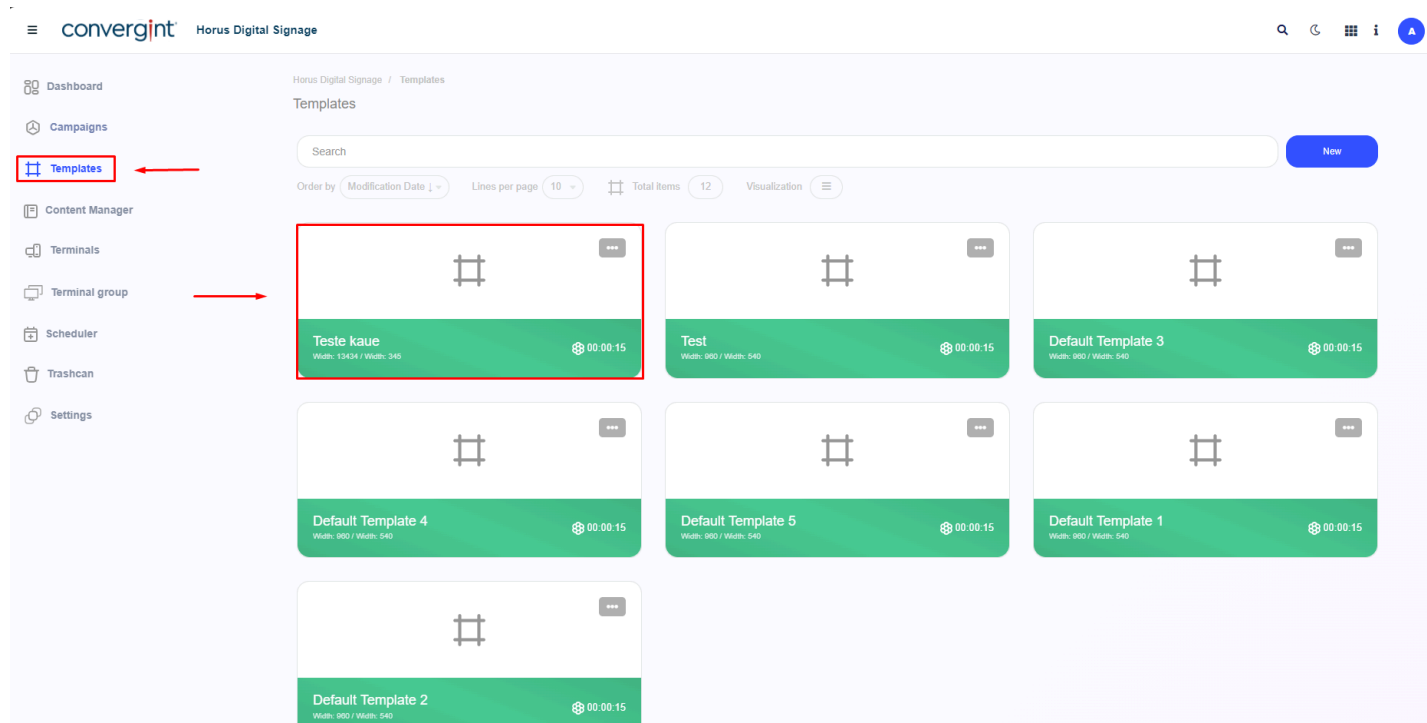 convergint Horus Digital Signage
A
Dashboard
Campaigns
Templates
Content Manager
Terminals
Terminal group
Scheduler
Trashcan
Settings
Horus Digital Signage / Templates
Templates
Search
New
Order by Modification Date ↓ Lines per page 10 Total items 12 Visualization
Teste kaue
Width: 13434 / Width: 345
00:00:15
Test
Width: 960 / Width: 540
00:00:15
Default Template 3
Width: 960 / Width: 540
00:00:15
Default Template 4
Width: 960 / Width: 540
00:00:15
Default Template 5
Width: 960 / Width: 540
00:00:15
Default Template 1
Width: 960 / Width: 540
00:00:15
Default Template 2
Width: 960 / Width: 540
00:00:15